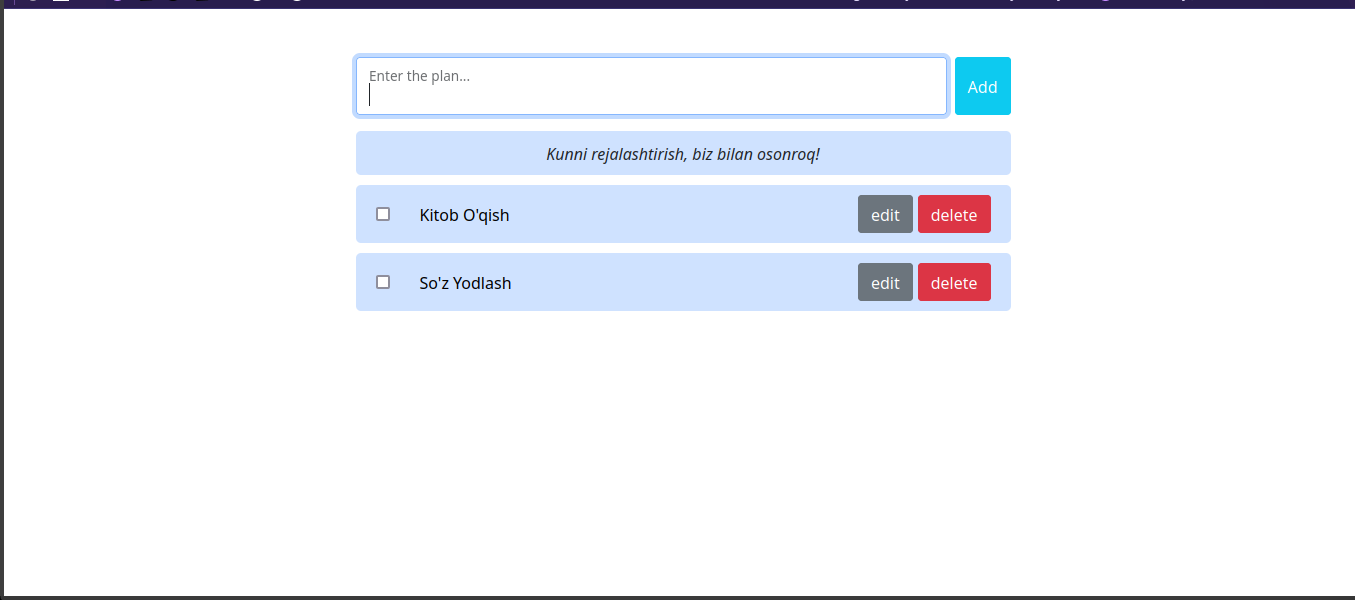 Enter the plan...
Add
Kunni rejalashtirish, biz bilan osonroq!
Kitob O'qish edit delete
So'z Yodlash edit delete